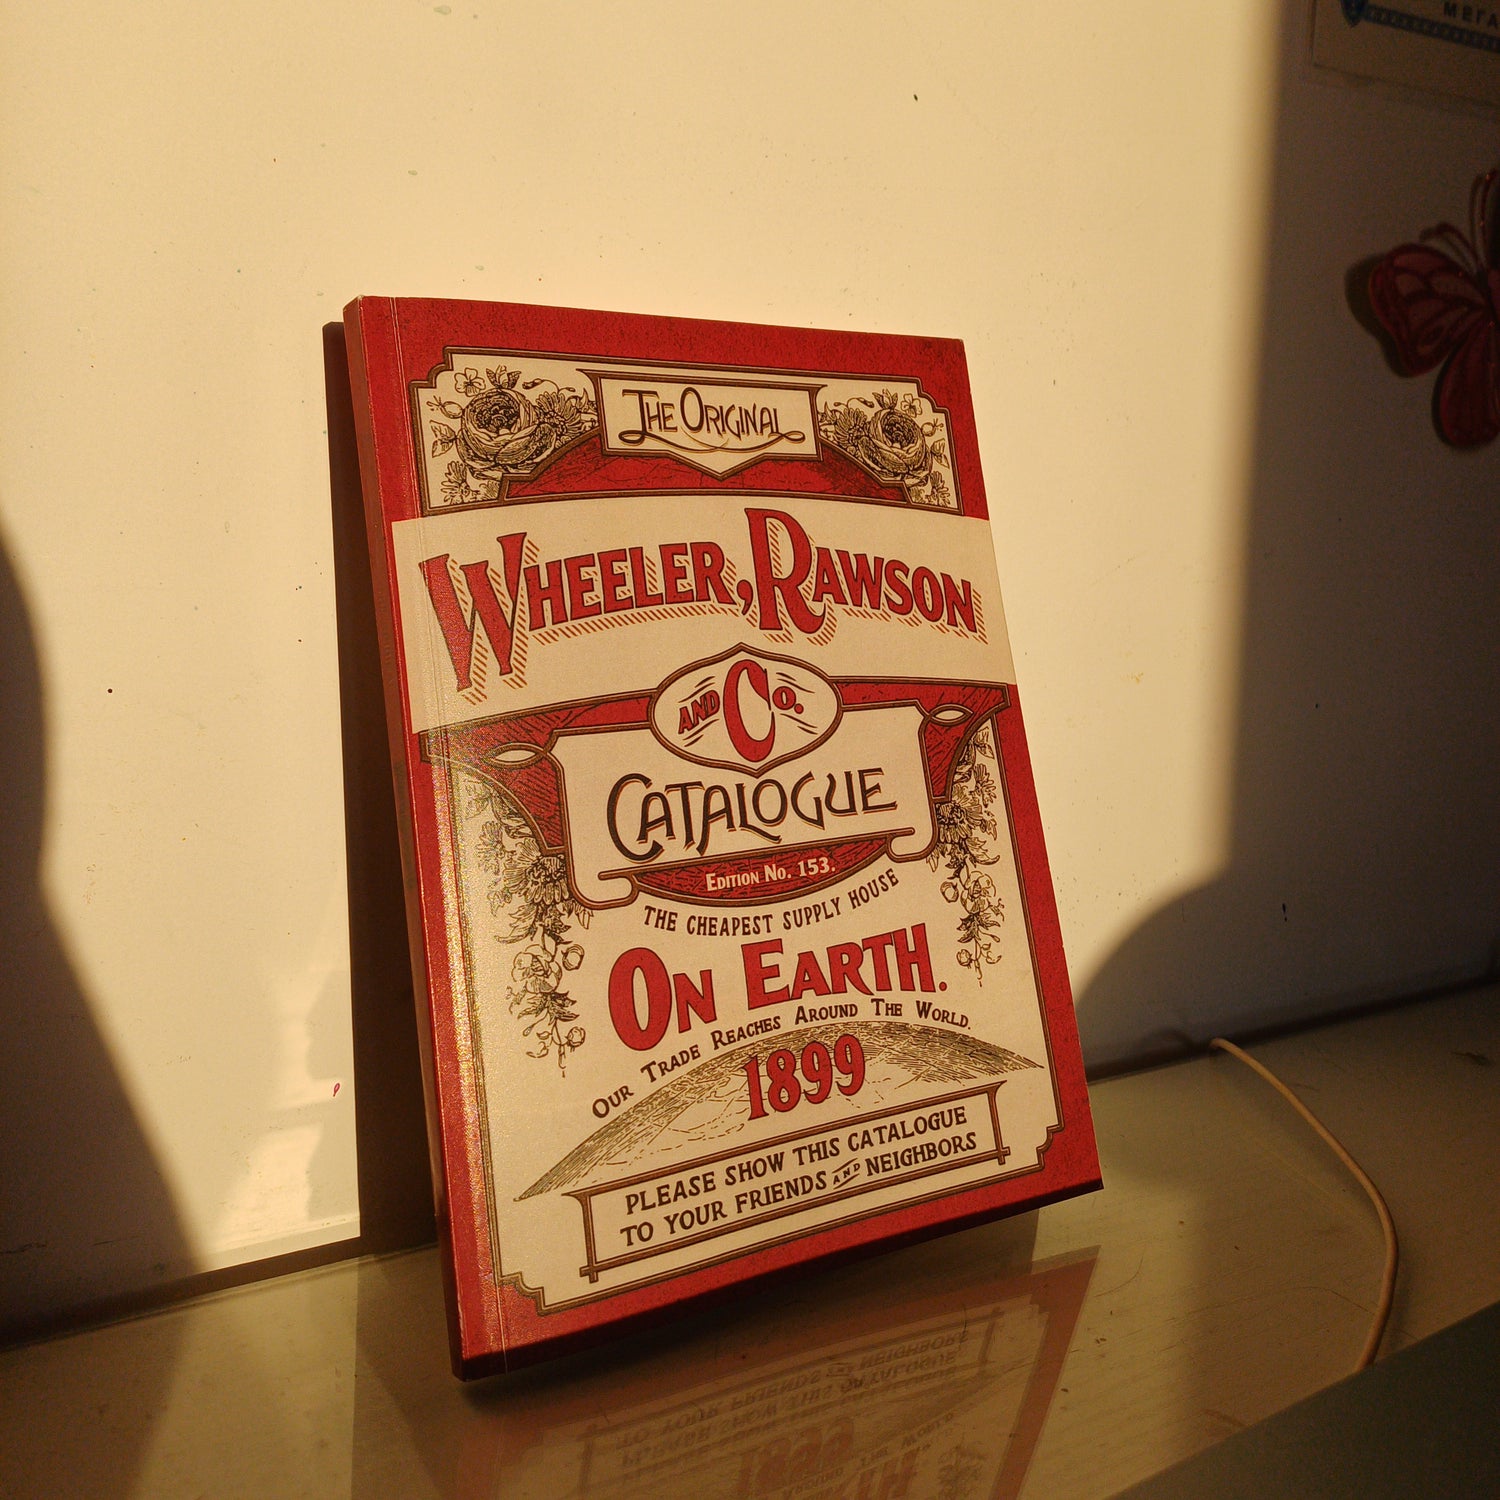 THE ORIGINAL
WHEELER, RAWSON
AND CO.
CATALOGUE
EDITION NO. 153.
THE CHEAPEST SUPPLY HOUSE
ON EARTH.
OUR TRADE REACHES AROUND THE WORLD.
1899
PLEASE SHOW THIS CATALOGUE
TO YOUR FRIENDS AND NEIGHBORS